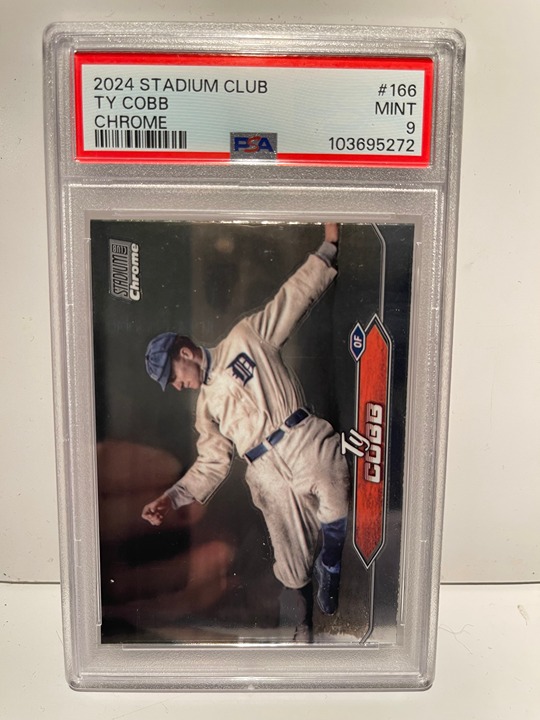 2024 STADIUM CLUB #166
TY COBB MINT
CHROME 9
PSA 103695272
STADIUM CLUB
Chrome
OF
Ty
COBB
D